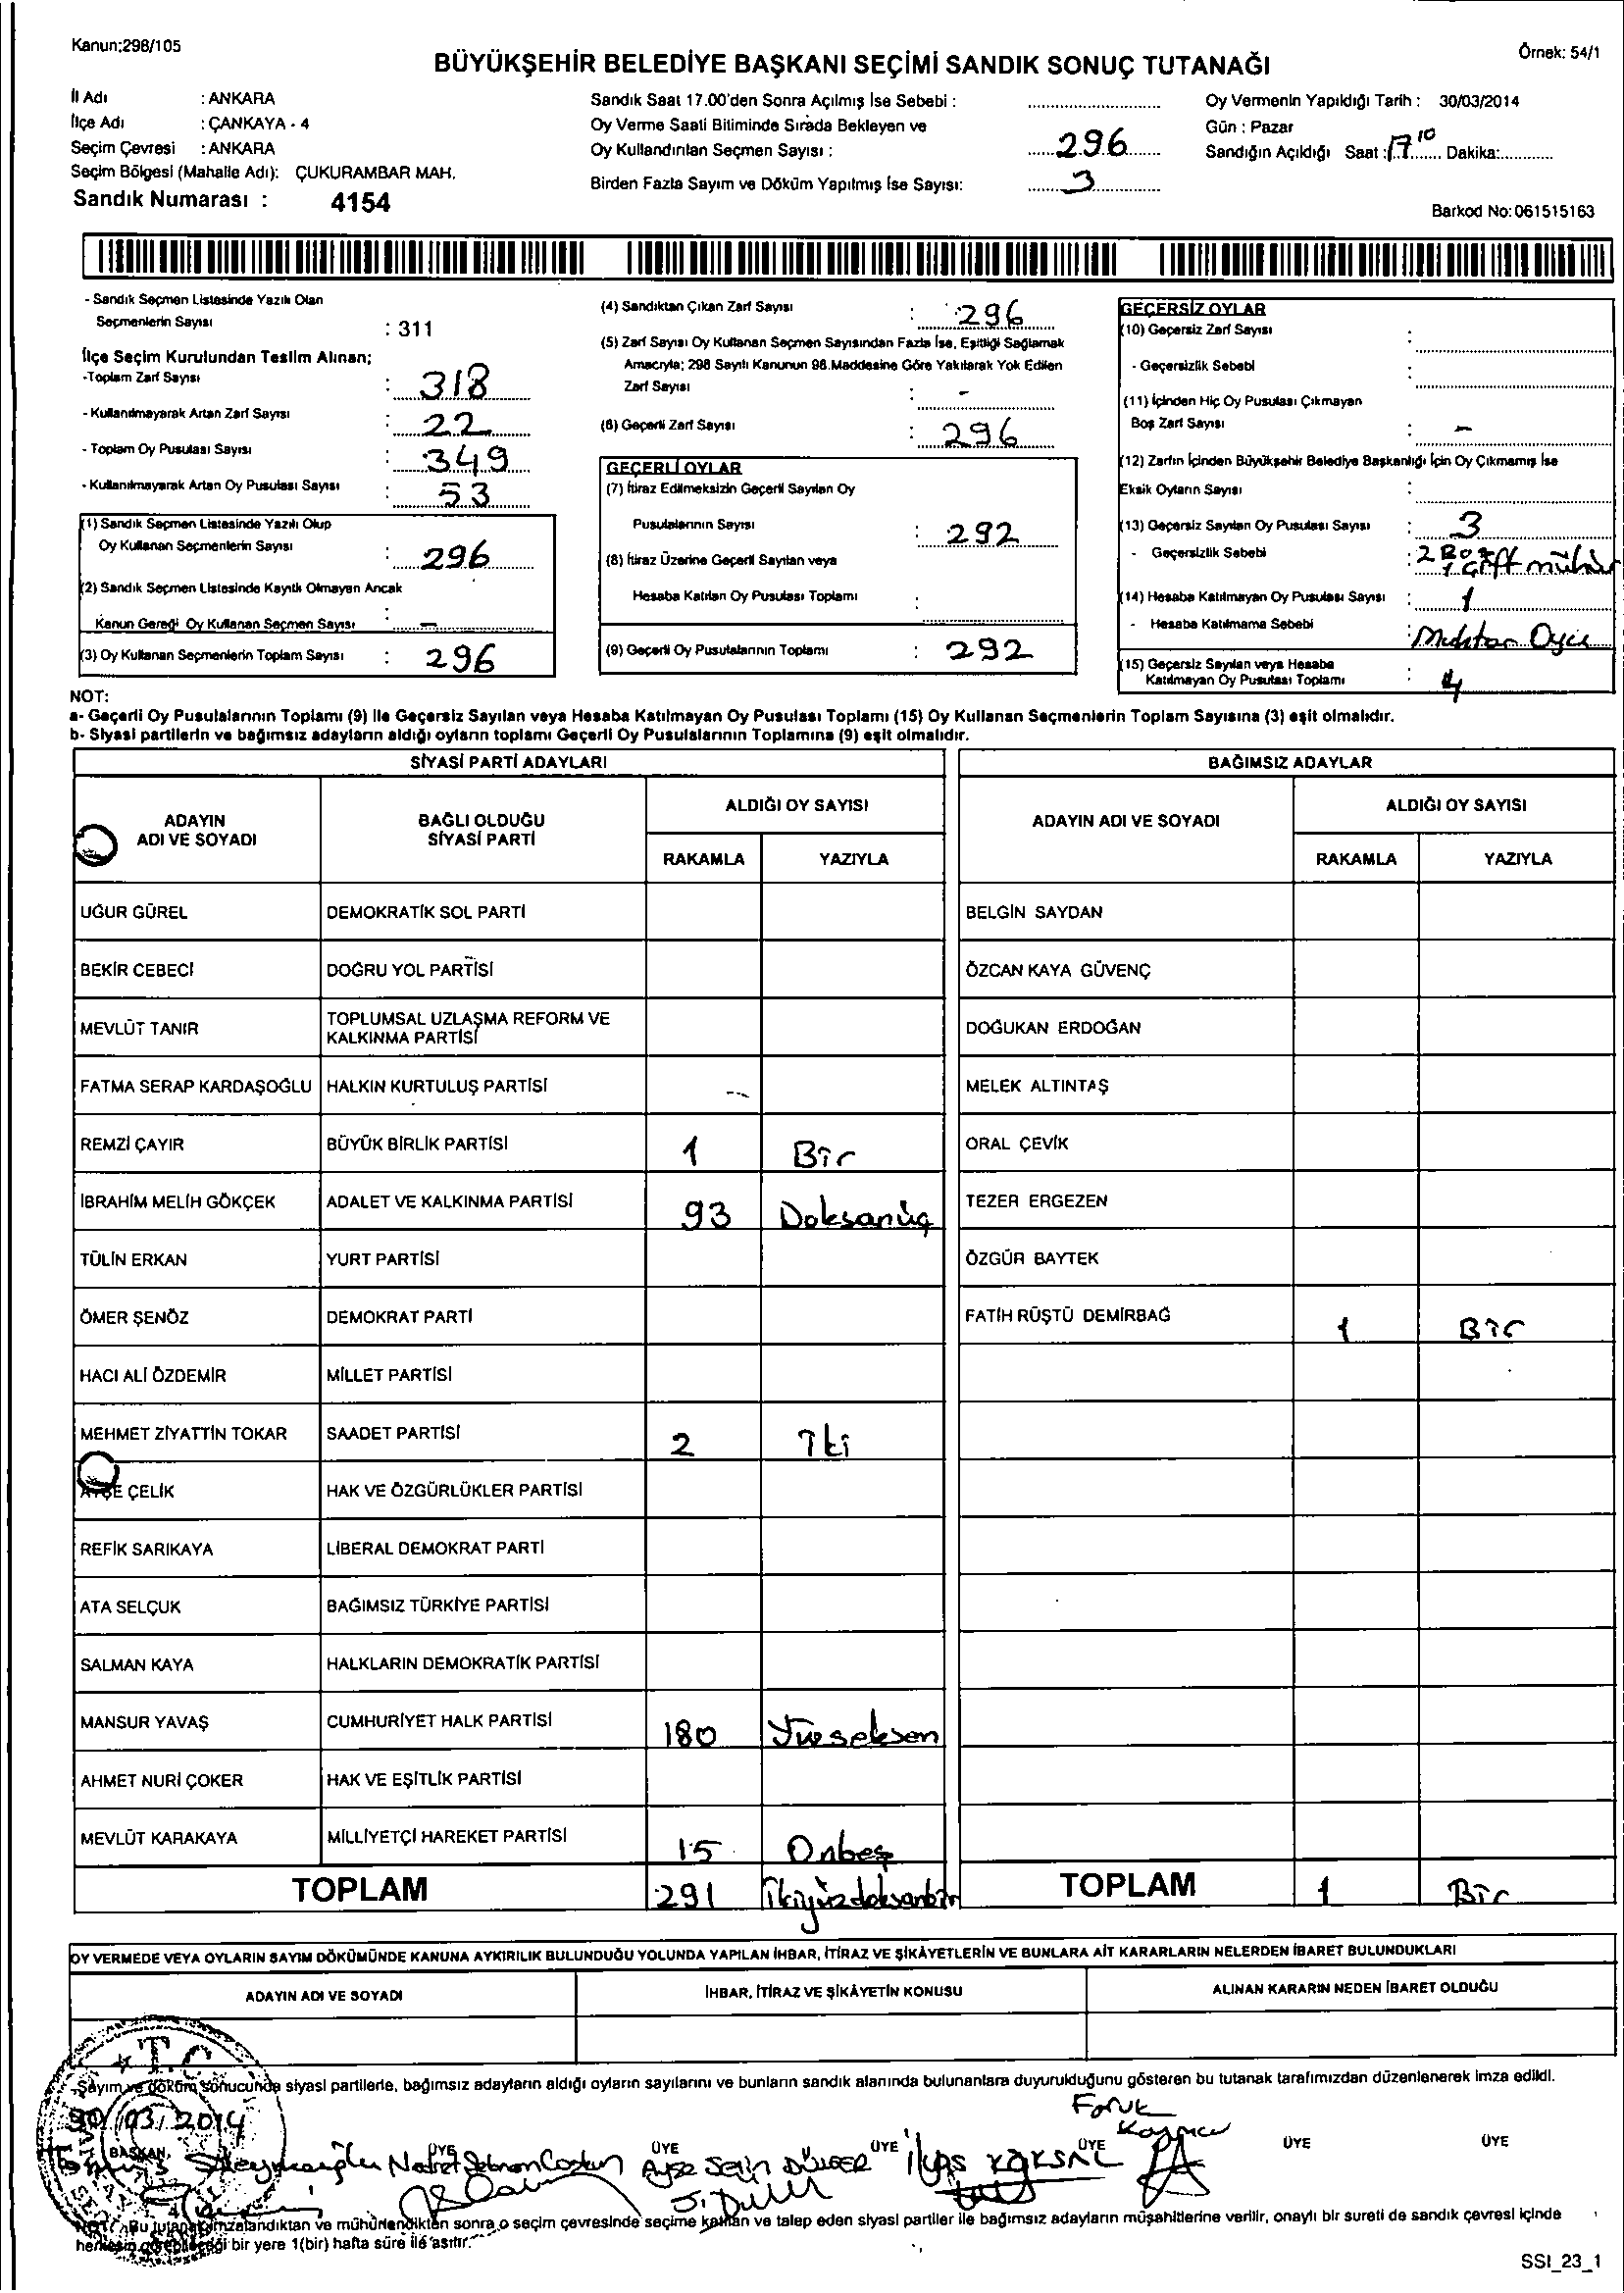 Kanun;298/105
BÜYÜKŞEHİR BELEDİYE BAŞKANI SEÇİMİ SANDIK SONUÇ TUTANAĞI
Örnek: 54/1
İl Adı : ANKARA
İlçe Adı : ÇANKAYA - 4
Seçim Çevresi : ANKARA
Seçim Bölgesi (Mahalle Adı): ÇUKURAMBAR MAH.
Sandık Numarası : 4154
Sandık Saat 17.00'den Sonra Açılmış İse Sebebi :
Oy Verme Saati Bitiminde Sırada Bekleyen ve
Oy Kullandırılan Seçmen Sayısı : 296
Birden Fazla Sayım ve Döküm Yapılmış İse Sayısı: 3
Oy Vermenin Yapıldığı Tarih : 30/03/2014
Gün : Pazar
Sandığın Açıldığı Saat : 17 10 Dakika:
Barkod No: 061515163
- Sandık Seçmen Listesinde Yazılı Olan
Seçmenlerin Sayısı : 311
İlçe Seçim Kurulundan Teslim Alınan;
-Toplam Zarf Sayısı : 318
- Kullanılmayarak Artan Zarf Sayısı : 22
- Toplam Oy Pusulası Sayısı : 349
- Kullanılmayarak Artan Oy Pusulası Sayısı : 53
(1) Sandık Seçmen Listesinde Yazılı Olup
Oy Kullanan Seçmenlerin Sayısı : 296
(2) Sandık Seçmen Listesinde Kayıtlı Olmayan Ancak
Kanun Gereği Oy Kullanan Seçmen Sayısı : -
(3) Oy Kullanan Seçmenlerin Toplam Sayısı : 296
(4) Sandıktan Çıkan Zarf Sayısı : 296
(5) Zarf Sayısı Oy Kullanan Seçmen Sayısından Fazla İse, Eşitliği Sağlamak
Amacıyla; 298 Sayılı Kanunun 98.Maddesine Göre Yakılarak Yok Edilen
Zarf Sayısı : -
(6) Geçerli Zarf Sayısı : 296
GEÇERLİ OYLAR
(7) İtiraz Edilmeksizin Geçerli Sayılan Oy
Pusulalarının Sayısı : 292
(8) İtiraz Üzerine Geçerli Sayılan veya
Hesaba Katılan Oy Pusulası Toplamı :
(9) Geçerli Oy Pusulalarının Toplamı : 292
GEÇERSİZ OYLAR
(10) Geçersiz Zarf Sayısı :
- Geçersizlik Sebebi :
(11) İçinden Hiç Oy Pusulası Çıkmayan
Boş Zarf Sayısı : -
(12) Zarfın İçinden Büyükşehir Belediye Başkanlığı İçin Oy Çıkmamış İse
Eksik Oyların Sayısı :
(13) Geçersiz Sayılan Oy Pusulası Sayısı : 3
- Geçersizlik Sebebi : 2 Boş
1 Çift mühür
(14) Hesaba Katılmayan Oy Pusulası Sayısı : 1
- Hesaba Katılmama Sebebi : Muhtar Oyu
(15) Geçersiz Sayılan veya Hesaba
Katılmayan Oy Pusulası Toplamı : 4
NOT:
a- Geçerli Oy Pusulalarının Toplamı (9) İle Geçersiz Sayılan veya Hesaba Katılmayan Oy Pusulası Toplamı (15) Oy Kullanan Seçmenlerin Toplam Sayısına (3) eşit olmalıdır.
b- Siyasi partilerin ve bağımsız adayların aldığı oyların toplamı Geçerli Oy Pusulalarının Toplamına (9) eşit olmalıdır.
SİYASİ PARTİ ADAYLARI
BAĞIMSIZ ADAYLAR
ADAYIN ADI VE SOYADI
BAĞLI OLDUĞU SİYASİ PARTİ
ALDIĞI OY SAYISI
RAKAMLA YAZIYLA
ADAYIN ADI VE SOYADI
ALDIĞI OY SAYISI
RAKAMLA YAZIYLA
UĞUR GÜREL DEMOKRATİK SOL PARTİ BELGİN SAYDAN
BEKİR CEBECİ DOĞRU YOL PARTİSİ ÖZCAN KAYA GÜVENÇ
MEVLÜT TANIR TOPLUMSAL UZLAŞMA REFORM VE KALKINMA PARTİSİ DOĞUKAN ERDOĞAN
FATMA SERAP KARDAŞOĞLU HALKIN KURTULUŞ PARTİSİ MELEK ALTINTAŞ
REMZİ ÇAYIR BÜYÜK BİRLİK PARTİSİ 1 Bir ORAL ÇEVİK
İBRAHİM MELİH GÖKÇEK ADALET VE KALKINMA PARTİSİ 93 Doksanüç TEZER ERGEZEN
TÜLİN ERKAN YURT PARTİSİ ÖZGÜR BAYTEK
ÖMER ŞENÖZ DEMOKRAT PARTİ FATİH RÜŞTÜ DEMİRBAĞ 1 Bir
HACI ALİ ÖZDEMİR MİLLET PARTİSİ
MEHMET ZİYATTİN TOKAR SAADET PARTİSİ 2 İki
AYŞE ÇELİK HAK VE ÖZGÜRLÜKLER PARTİSİ
REFİK SARIKAYA LİBERAL DEMOKRAT PARTİ
ATA SELÇUK BAĞIMSIZ TÜRKİYE PARTİSİ
SALMAN KAYA HALKLARIN DEMOKRATİK PARTİSİ
MANSUR YAVAŞ CUMHURİYET HALK PARTİSİ 180 Yüzseksen
AHMET NURİ ÇOKER HAK VE EŞİTLİK PARTİSİ
MEVLÜT KARAKAYA MİLLİYETÇİ HAREKET PARTİSİ 15 Onbeş
TOPLAM 291 İkiyüzdoksanbir TOPLAM 1 Bir
OY VERMEDE VEYA OYLARIN SAYIM DÖKÜMÜNDE KANUNA AYKIRILIK BULUNDUĞU YOLUNDA YAPILAN İHBAR, İTİRAZ VE ŞİKÂYETLERİN VE BUNLARA AİT KARARLARIN NELERDEN İBARET BULUNDUKLARI
ADAYIN ADI VE SOYADI İHBAR, İTİRAZ VE ŞİKÂYETİN KONUSU ALINAN KARARIN NEDEN İBARET OLDUĞU
T.C
Sayım ve döküm sonucunda siyasi partilerle, bağımsız adayların aldığı oyların sayılarını ve bunların sandık alanında bulunanlara duyurulduğunu gösteren bu tutanak tarafımızdan düzenlenerek imza edildi.
30/03/2014
Faruk
BAŞKAN ÜYE ÜYE ÜYE ÜYE ÜYE ÜYE
Ayşe Selin DÜLGER İlyas KÖKSAL
NOT: Bu tutanak imzalandıktan ve mühürlendikten sonra o seçim çevresinde seçime katılan ve talep eden siyasi partiler ile bağımsız adayların müşahitlerine verilir, onaylı bir sureti de sandık çevresi içinde
herkesin görebileceği bir yere 1(bir) hafta süre ile asılır.
SSI_23_1